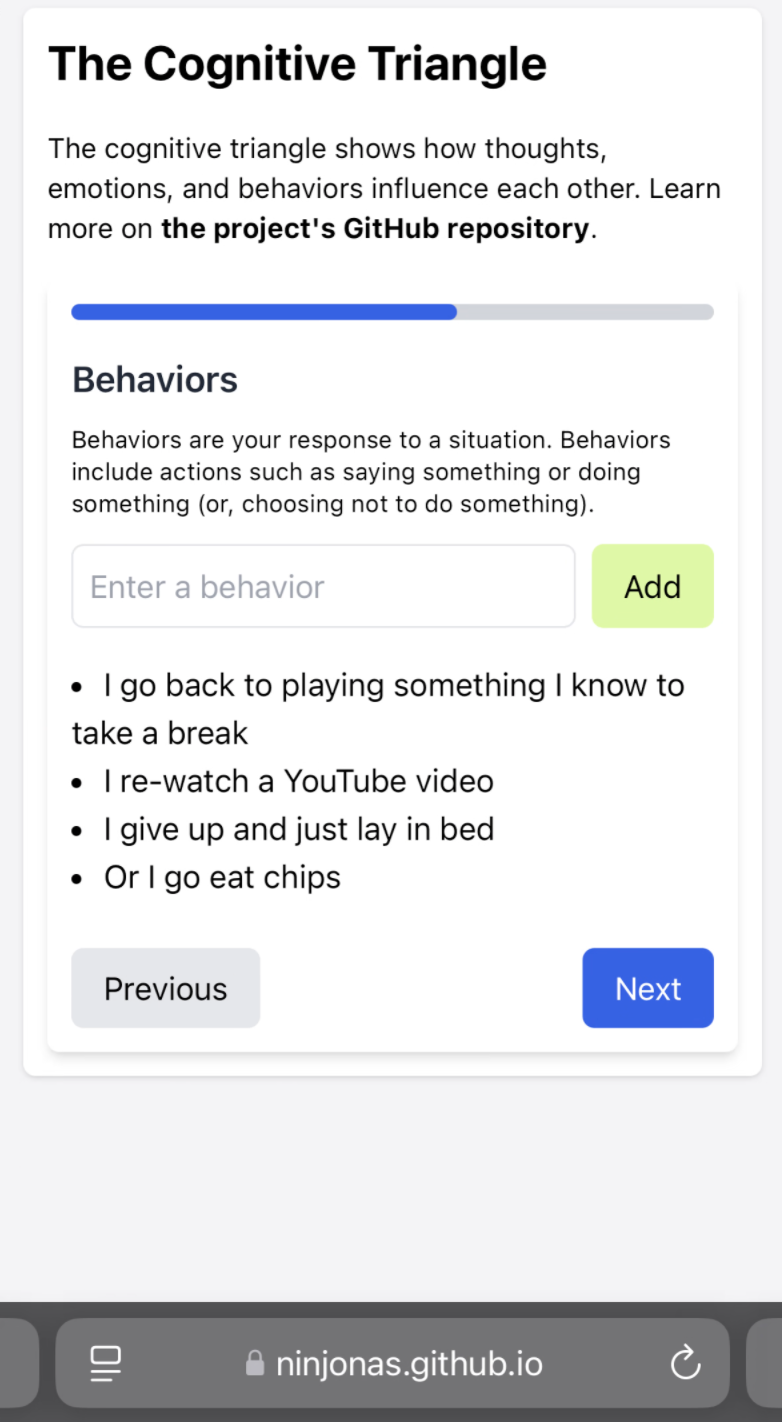 The Cognitive Triangle
The cognitive triangle shows how thoughts,
emotions, and behaviors influence each other. Learn
more on the project's GitHub repository.
Behaviors
Behaviors are your response to a situation. Behaviors
include actions such as saying something or doing
something (or, choosing not to do something).
Enter a behavior
Add
• I go back to playing something I know to
take a break
• I re-watch a YouTube video
• I give up and just lay in bed
• Or I go eat chips
Previous
Next
ninjonas.github.io